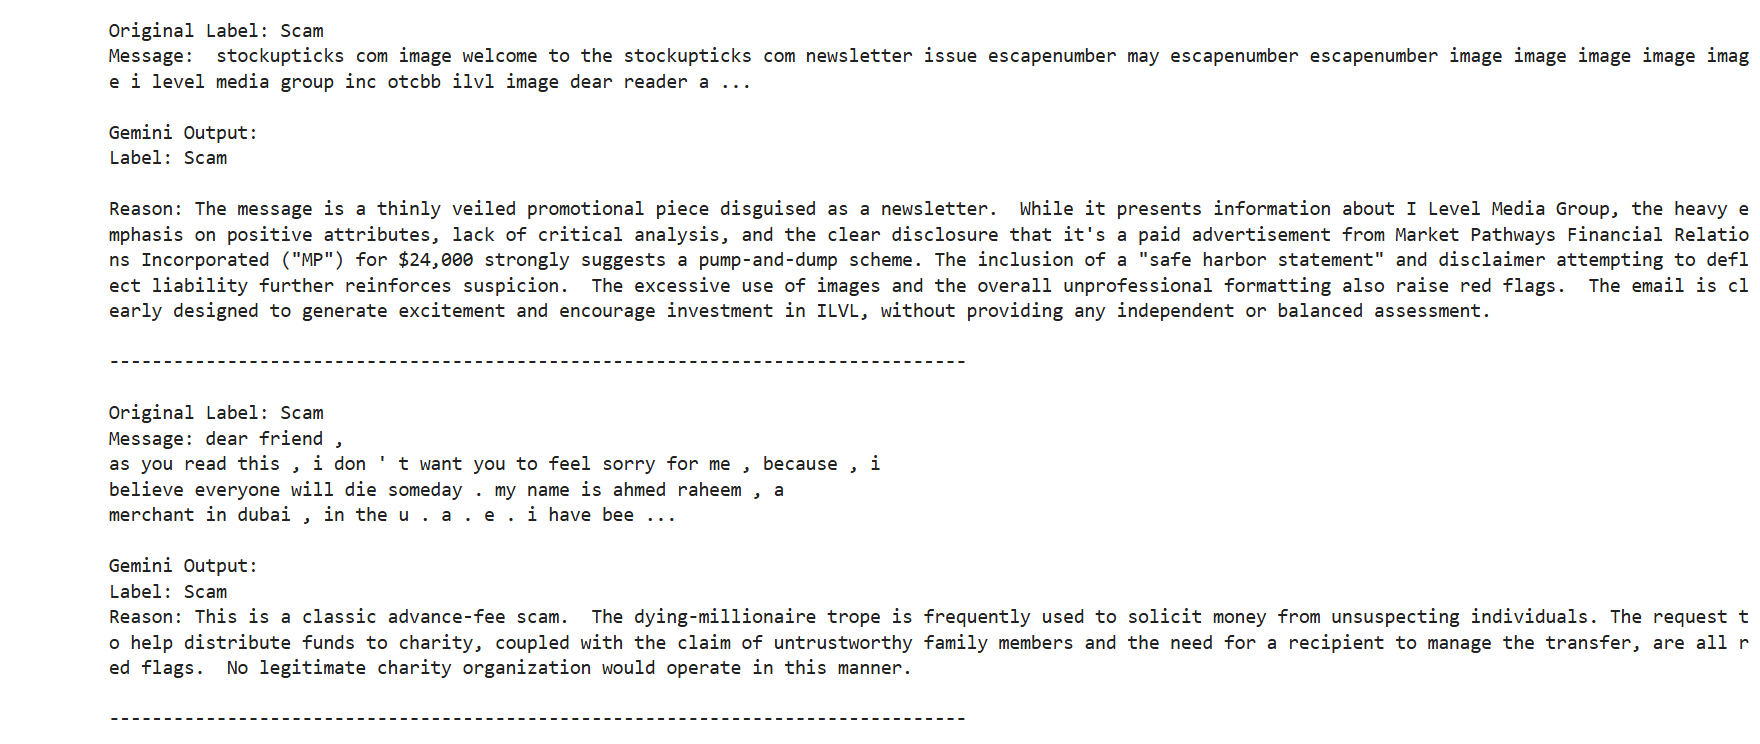 Original Label: Scam
Message:  stockupticks com image welcome to the stockupticks com newsletter issue escapenumber may escapenumber escapenumber image image image image imag
e i level media group inc otcbb ilvl image dear reader a ...
Gemini Output:
Label: Scam
Reason: The message is a thinly veiled promotional piece disguised as a newsletter.  While it presents information about I Level Media Group, the heavy e
mphasis on positive attributes, lack of critical analysis, and the clear disclosure that it's a paid advertisement from Market Pathways Financial Relatio
ns Incorporated ("MP") for $24,000 strongly suggests a pump-and-dump scheme. The inclusion of a "safe harbor statement" and disclaimer attempting to defl
ect liability further reinforces suspicion.  The excessive use of images and the overall unprofessional formatting also raise red flags.  The email is cl
early designed to generate excitement and encourage investment in ILVL, without providing any independent or balanced assessment.
--------------------------------------------------------------------------------
Original Label: Scam
Message: dear friend ,
as you read this , i don ' t want you to feel sorry for me , because , i
believe everyone will die someday . my name is ahmed raheem , a
merchant in dubai , in the u . a . e . i have bee ...
Gemini Output:
Label: Scam
Reason: This is a classic advance-fee scam.  The dying-millionaire trope is frequently used to solicit money from unsuspecting individuals. The request t
o help distribute funds to charity, coupled with the claim of untrustworthy family members and the need for a recipient to manage the transfer, are all r
ed flags.  No legitimate charity organization would operate in this manner.
--------------------------------------------------------------------------------